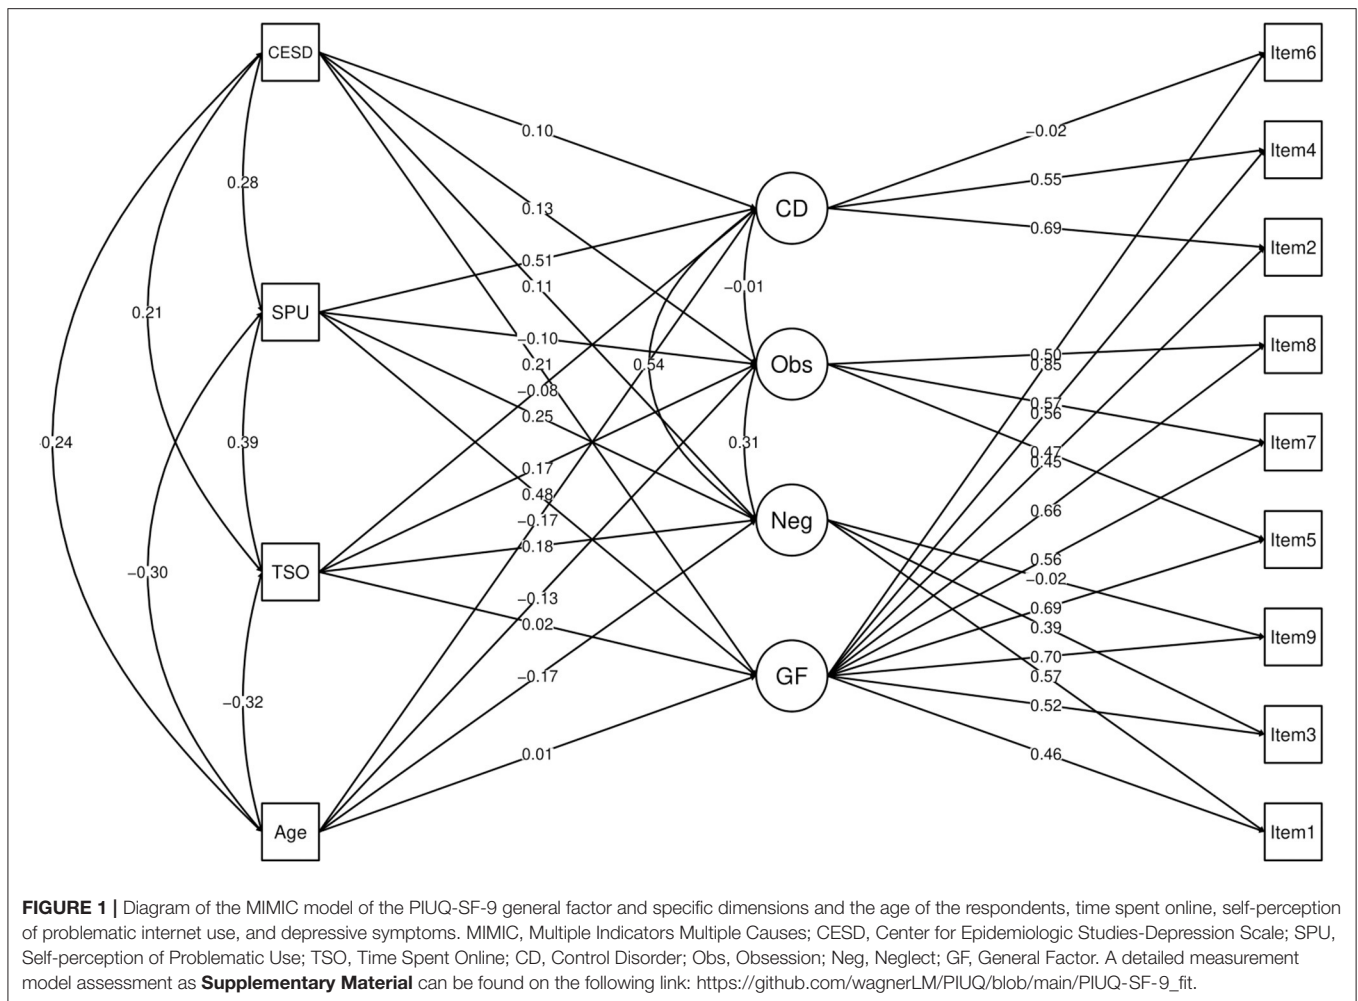 CESD
Item6
0.10
−0.02
Item4
0.28
0.13
CD
0.55
0.69
Item2
0.51
0.11
−0.01
0.21
SPU
−0.10
0.21
0.54
Obs
0.50
0.85
Item8
−0.08
0.25
0.57
0.56
0.24
0.39
0.31
Item7
0.17
0.47
0.45
0.48
−0.17
Neg
0.66
0.18
Item5
−0.30
TSO
0.56
−0.02
−0.13
0.02
0.69
0.39
Item9
0.70
−0.17
GF
0.57
−0.32
0.52
Item3
0.01
0.46
Age
Item1
FIGURE 1 | Diagram of the MIMIC model of the PIUQ-SF-9 general factor and specific dimensions and the age of the respondents, time spent online, self-perception
of problematic internet use, and depressive symptoms. MIMIC, Multiple Indicators Multiple Causes; CESD, Center for Epidemiologic Studies-Depression Scale; SPU,
Self-perception of Problematic Use; TSO, Time Spent Online; CD, Control Disorder; Obs, Obsession; Neg, Neglect; GF, General Factor. A detailed measurement
model assessment as Supplementary Material can be found on the following link: https://github.com/wagnerLM/PIUQ/blob/main/PIUQ-SF-9_fit.